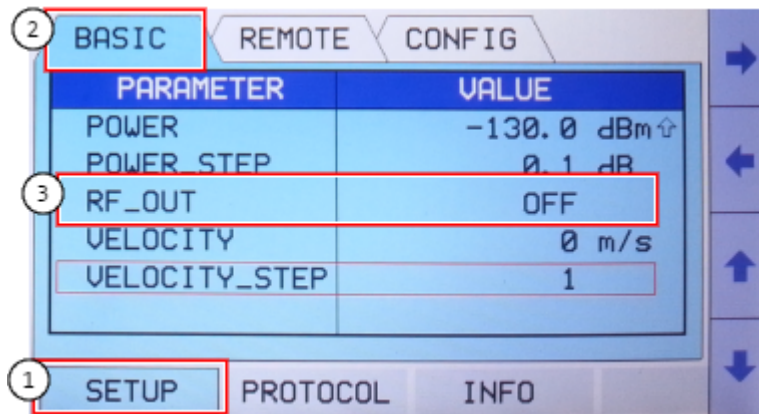 2 BASIC REMOTE CONFIG
PARAMETER VALUE
POWER -130.0 dBm
POWER_STEP 0.1 dB
3 RF_OUT OFF
VELOCITY 0 m/s
VELOCITY_STEP 1
1 SETUP PROTOCOL INFO